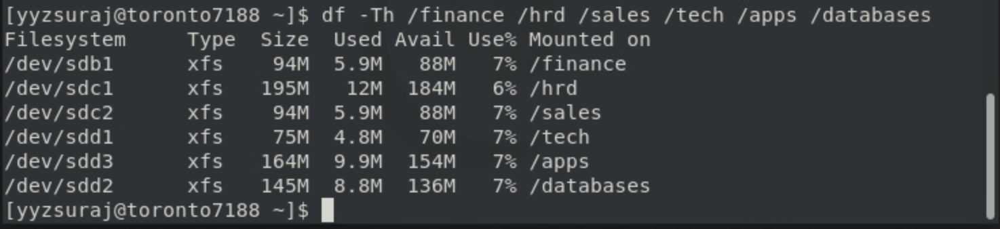 [yyzsuraj@toronto7188 ~]$ df -Th /finance /hrd /sales /tech /apps /databases
Filesystem     Type  Size  Used Avail Use% Mounted on
/dev/sdb1      xfs    94M  5.9M   88M   7% /finance
/dev/sdc1      xfs   195M   12M  184M   6% /hrd
/dev/sdc2      xfs    94M  5.9M   88M   7% /sales
/dev/sdd1      xfs    75M  4.8M   70M   7% /tech
/dev/sdd3      xfs   164M  9.9M  154M   7% /apps
/dev/sdd2      xfs   145M  8.8M  136M   7% /databases
[yyzsuraj@toronto7188 ~]$